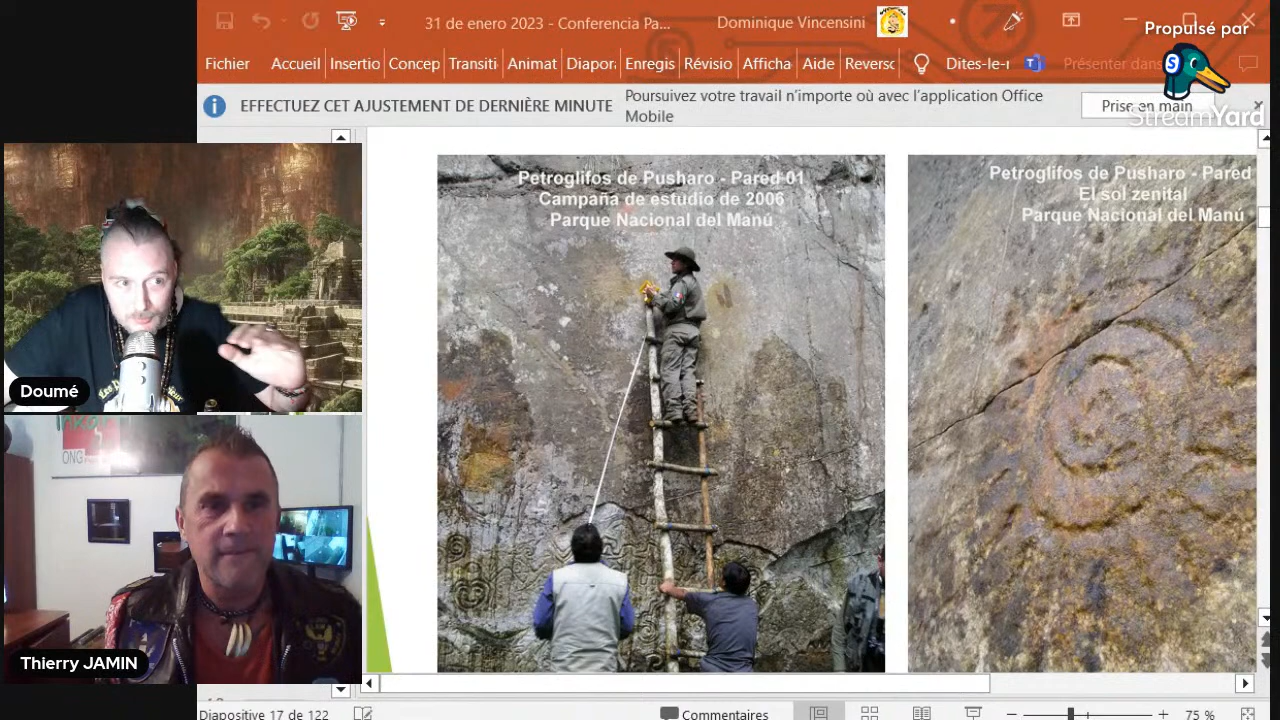 31 de enero 2023 - Conferencia Pa...
Dominique Vincensini
Propulsé par
StreamYard
Fichier
Accueil
Insertio
Concep
Transiti
Animat
Diapora
Enregis
Révisio
Afficha
Aide
Reversc
Dites-le-r
Présenter dans
EFFECTUEZ CET AJUSTEMENT DE DERNIÈRE MINUTE
Poursuivez votre travail n'importe où avec l'application Office
Mobile
Prise en main
Petroglifos de Pusharo - Pared 01
Campaña de estudio de 2006
Parque Nacional del Manú
Petroglifos de Pusharo - Pared
El sol zenital
Parque Nacional del Manú
Doumé
ONG
Thierry JAMIN
Diapositive 17 de 122
Commentaires
75 %